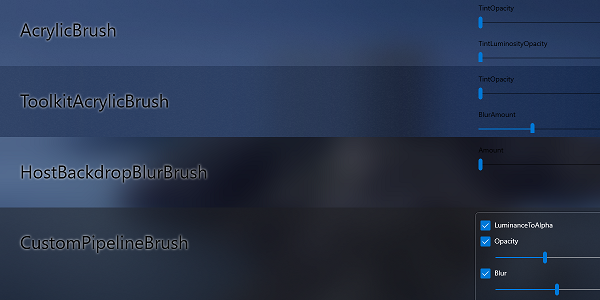 AcrylicBrush
TintOpacity
TintLuminosityOpacity
ToolkitAcrylicBrush
TintOpacity
BlurAmount
HostBackdropBlurBrush
Amount
CustomPipelineBrush
LuminanceToAlpha
Opacity
Blur